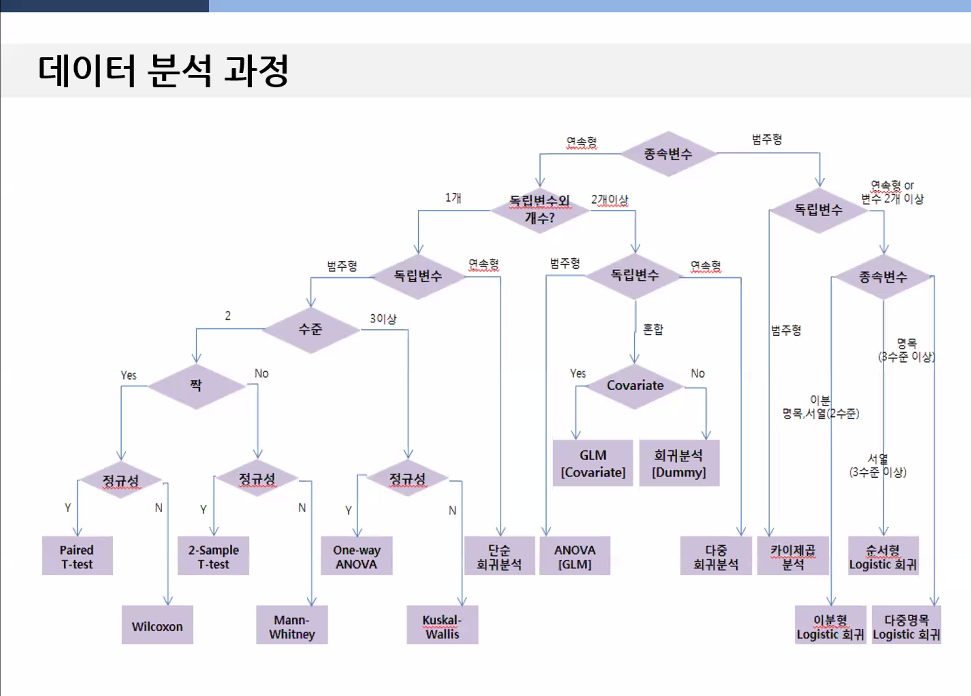 데이터 분석 과정
종속변수
연속형
범주형
독립변수의
개수?
1개
2개이상
독립변수
연속형 or
변수 2개 이상
독립변수
범주형
연속형
독립변수
범주형
연속형
종속변수
수준
2
3이상
혼합
범주형
명목
(3수준 이상)
짝
Yes
No
Covariate
Yes
No
이분
명목,서열(2수준)
GLM
[Covariate]
회귀분석
[Dummy]
서열
(3수준 이상)
정규성
Y
N
정규성
Y
N
정규성
Y
N
Paired
T-test
2-Sample
T-test
One-way
ANOVA
단순
회귀분석
ANOVA
[GLM]
다중
회귀분석
카이제곱
분석
순서형
Logistic 회귀
Wilcoxon
Mann-
Whitney
Kuskal-
Wallis
이분형
Logistic 회귀
다중명목
Logistic 회귀